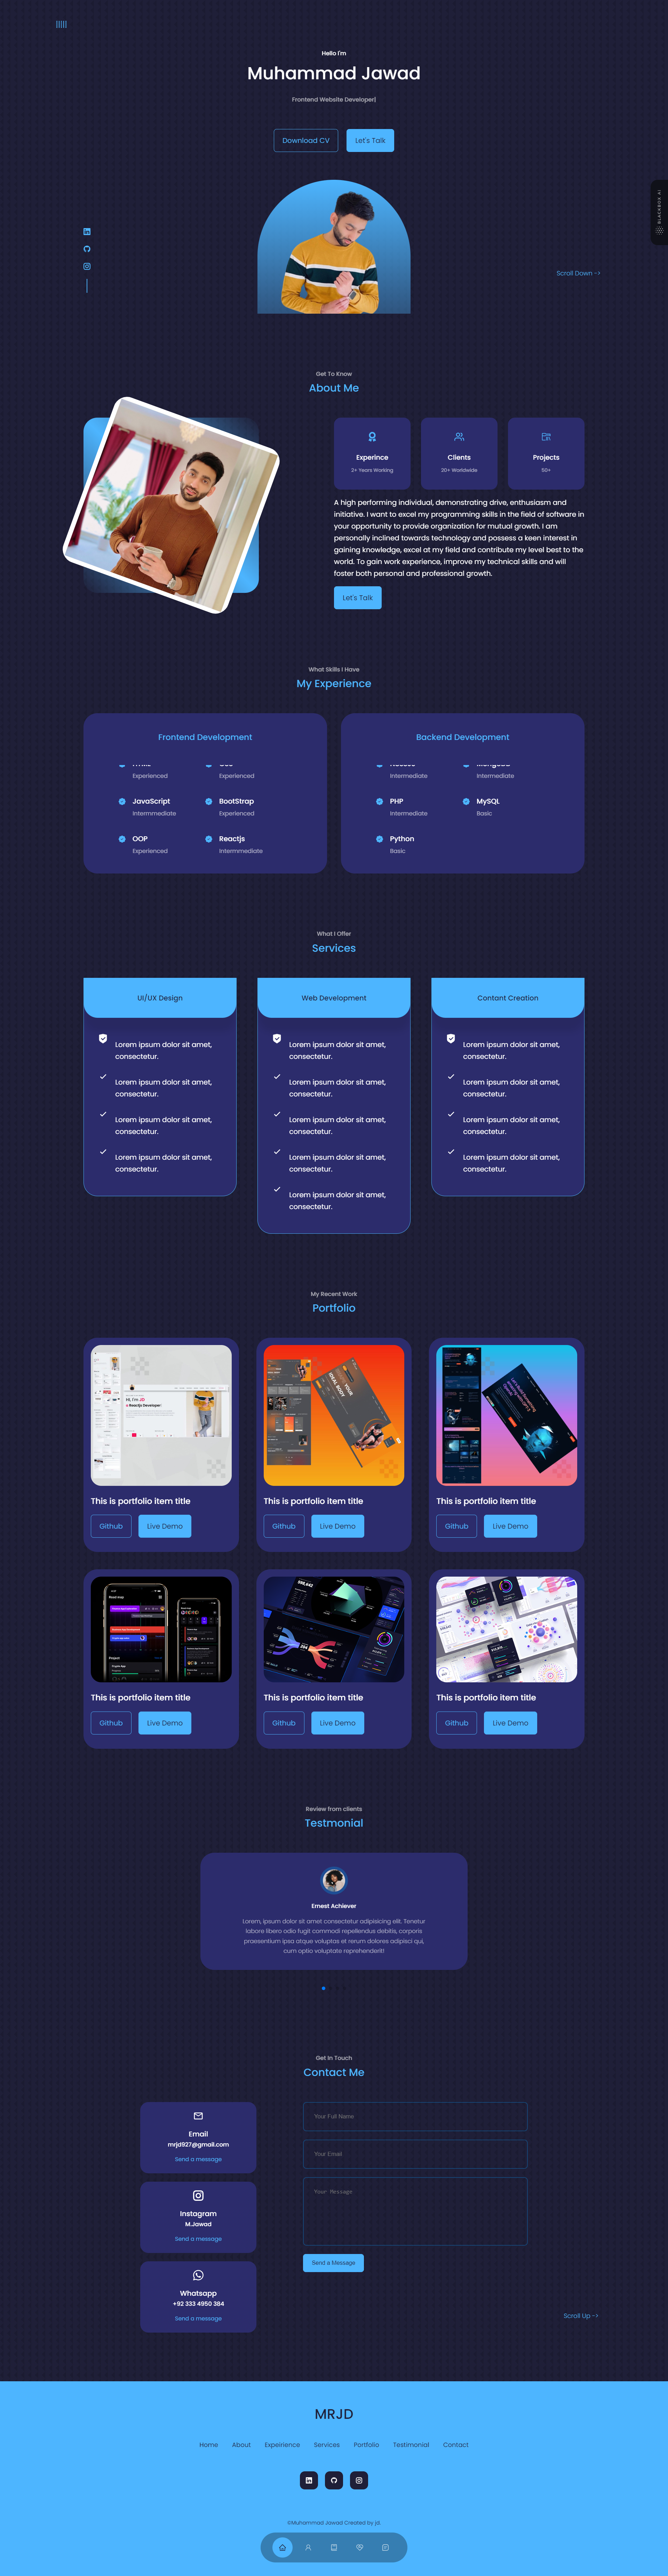 Hello I'm
Muhammad Jawad
Frontend Website Developer|
Download CV
Let's Talk
BLACKBOX AI
Scroll Down ->
Get To Know
About Me
Experince
Clients
Projects
3+ Years Working
20+ Worldwide
50+
A high performing individual, demonstrating drive, enthusiasm and
initiative. I want to excel my programming skills in the field of software in
your opportunity to provide organization for mutual growth. I am
personally inclined towards technology and possess a keen interest in
gaining knowledge, excel at my field and contribute my level best to the
world. To gain work experience, improve my technical skills and will
foster both personal and professional growth.
Let's Talk
What Skills I Have
My Experience
Frontend Development
Experienced
Experienced
JavaScript
BootStrap
Intermmediate
Experienced
OOP
Reactjs
Experienced
Intermmediate
Backend Development
Intermediate
Intermediate
PHP
MySQL
Intermediate
Basic
Python
Basic
What I Offer
Services
UI/UX Design
Lorem ipsum dolor sit amet,
consectetur.
Lorem ipsum dolor sit amet,
consectetur.
Lorem ipsum dolor sit amet,
consectetur.
Lorem ipsum dolor sit amet,
consectetur.
Web Development
Lorem ipsum dolor sit amet,
consectetur.
Lorem ipsum dolor sit amet,
consectetur.
Lorem ipsum dolor sit amet,
consectetur.
Lorem ipsum dolor sit amet,
consectetur.
Lorem ipsum dolor sit amet,
consectetur.
Contant Creation
Lorem ipsum dolor sit amet,
consectetur.
Lorem ipsum dolor sit amet,
consectetur.
Lorem ipsum dolor sit amet,
consectetur.
Lorem ipsum dolor sit amet,
consectetur.
My Recent Work
Portfolio
Hi, I'm JD
a Reactjs Developer!
This is portfolio item title
Github
Live Demo
This is portfolio item title
Github
Live Demo
This is portfolio item title
Github
Live Demo
This is portfolio item title
Github
Live Demo
This is portfolio item title
Github
Live Demo
This is portfolio item title
Github
Live Demo
Review from clients
Testmonial
Ernest Achiever
Lorem, ipsum dolor sit amet consectetur adipisicing elit. Tenetur
labore libero odio fugit commodi repellendus debitis, corporis
praesentium ipsa atque voluptas et rerum dolores adipisci qui,
cum optio voluptate reprehenderit!
Get In Touch
Contact Me
Email
mrjd927@gmail.com
Send a message
Instagram
M.Jawad
Send a message
Whatsapp
+92 333 4950 384
Send a message
Your Full Name
Your Email
Your Message
Send a Message
Scroll Up ->
MRJD
Home
About
Expeirience
Services
Portfolio
Testimonial
Contact
©Muhammad Jawad Created by jd.